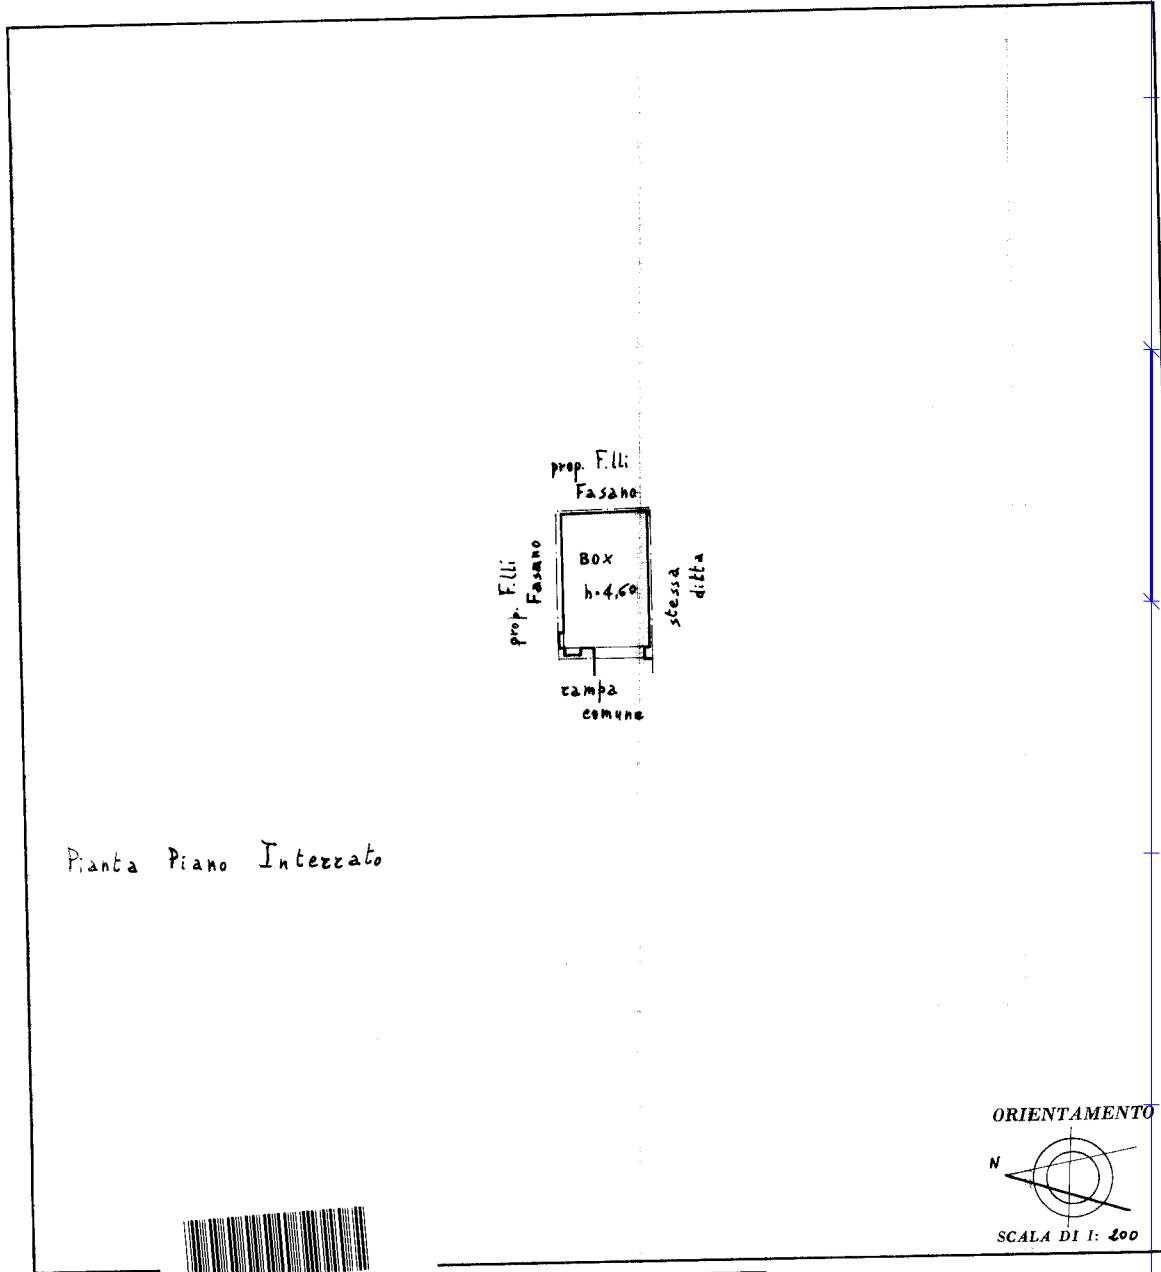 prop. F.lli
Fasano
prop. F.lli
Fasano
BOX
h=4,60
stessa
ditta
rampa
comune
Pianta Piano Interrato
ORIENTAMENTO
N
SCALA DI 1: 200